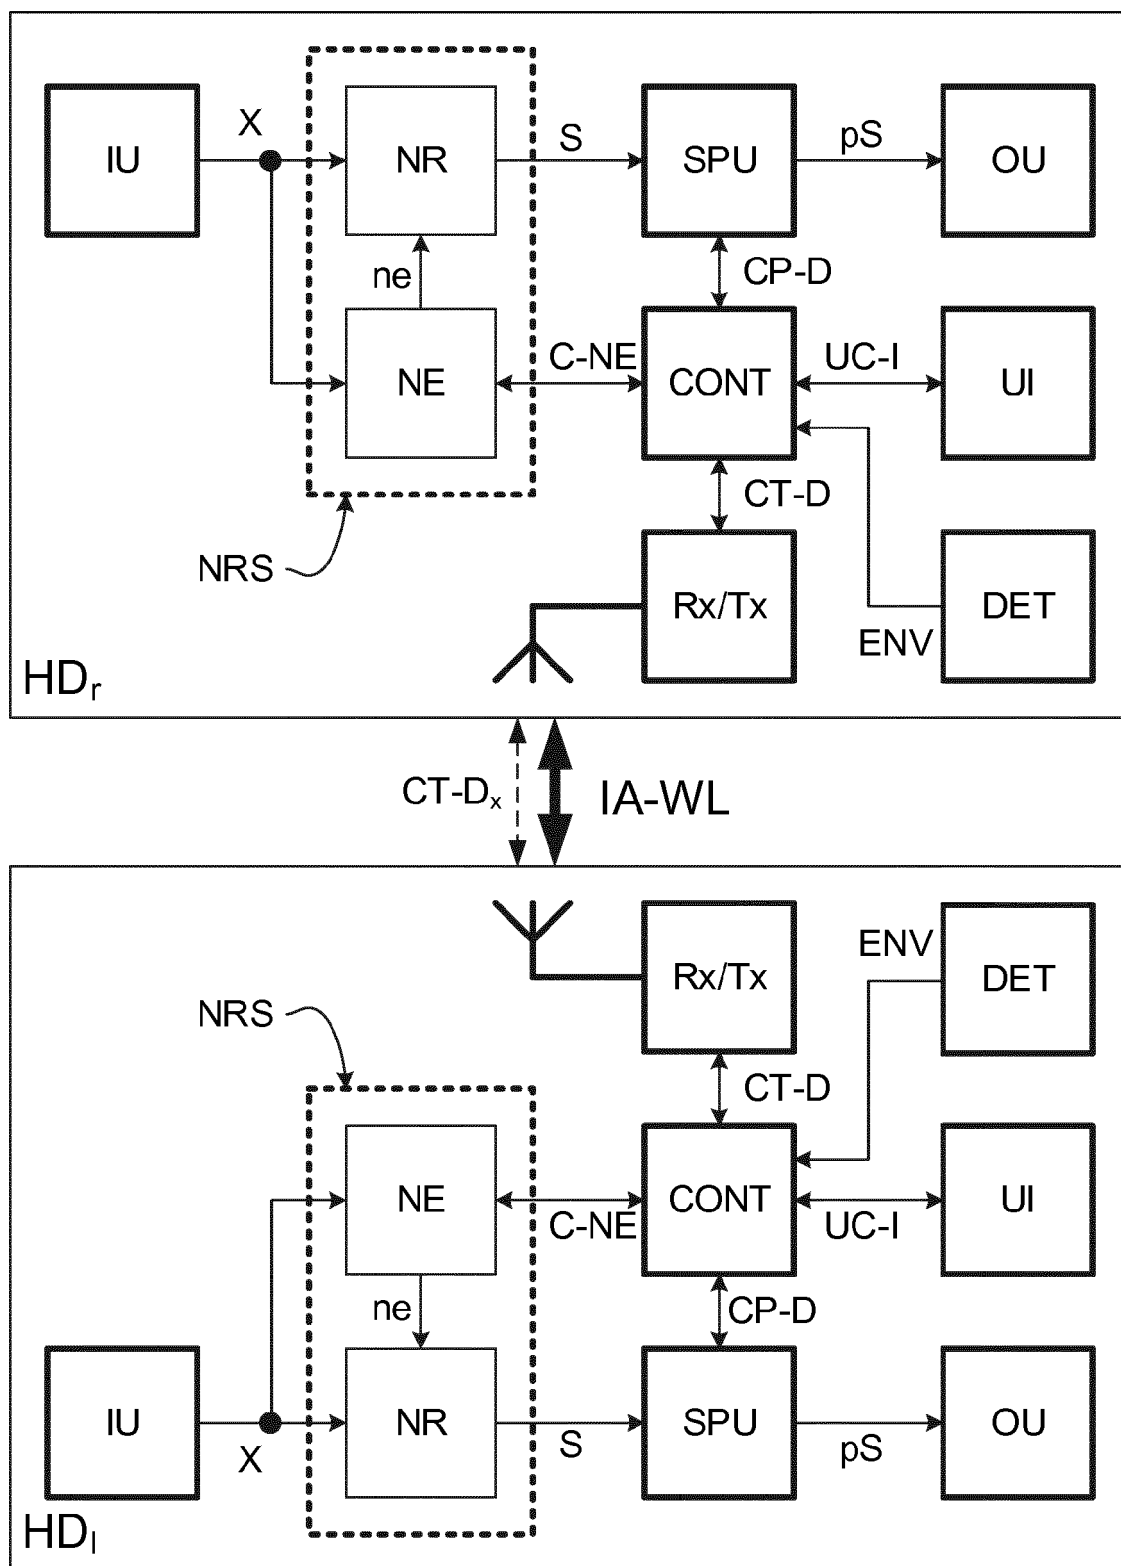 X
S
pS
IU
NR
SPU
OU
ne
CP-D
C-NE
UC-I
NE
CONT
UI
CT-D
NRS
Rx/Tx
DET
ENV
HDr
CT-Dx
IA-WL
ENV
Rx/Tx
DET
NRS
CT-D
NE
CONT
UI
C-NE
UC-I
ne
CP-D
IU
NR
SPU
OU
X
S
pS
HDl